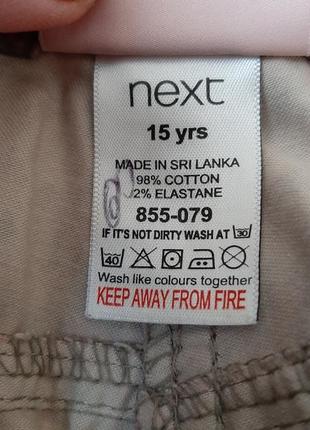 next
15 yrs
MADE IN SRI LANKA
98% COTTON
2% ELASTANE
855-079
IF IT'S NOT DIRTY WASH AT 30
40
Wash like colours together
KEEP AWAY FROM FIRE